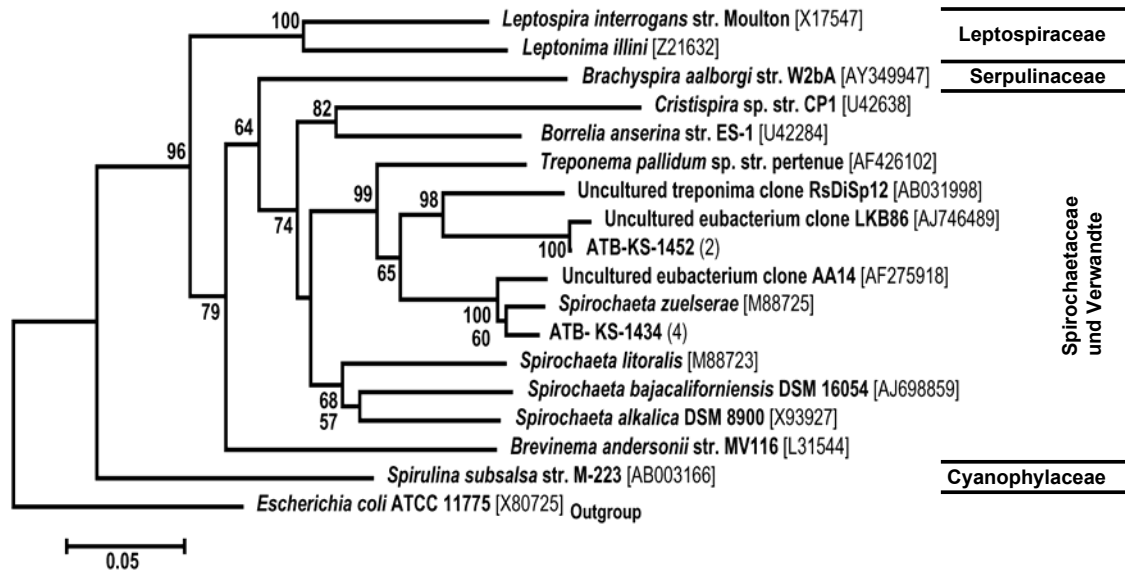 100
Leptospira interrogans str. Moulton [X17547]
Leptonima illini [Z21632]
Leptospiraceae
Brachyspira aalborgi str. W2bA [AY349947]
Serpulinaceae
64
82
Cristispira sp. str. CP1 [U42638]
Borrelia anserina str. ES-1 [U42284]
96
Treponema pallidum sp. str. pertenue [AF426102]
99
98
Uncultured treponima clone RsDiSp12 [AB031998]
74
Uncultured eubacterium clone LKB86 [AJ746489]
100
ATB-KS-1452 (2)
65
Uncultured eubacterium clone AA14 [AF275918]
79
100
Spirochaeta zuelserae [M88725]
60
ATB- KS-1434 (4)
Spirochaeta litoralis [M88723]
68
Spirochaeta bajacaliforniensis DSM 16054 [AJ698859]
57
Spirochaeta alkalica DSM 8900 [X93927]
Brevinema andersonii str. MV116 [L31544]
Spirochaetaceae
und Verwandte
Spirulina subsalsa str. M-223 [AB003166]
Cyanophylaceae
Escherichia coli ATCC 11775 [X80725] Outgroup
0.05